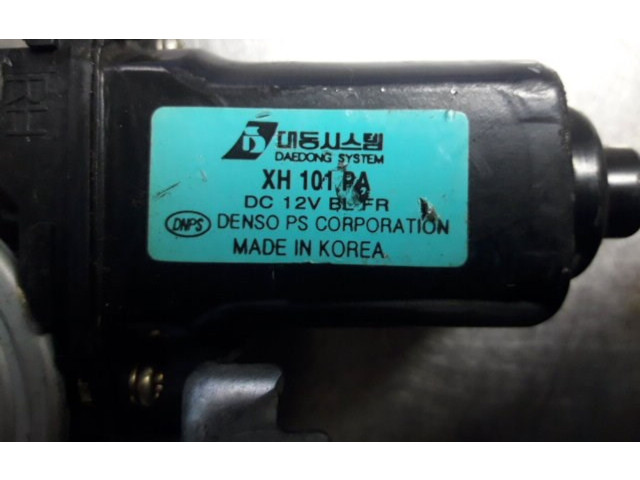 RH
대동시스템
DAEDONG SYSTEM
XH 101 PA
DC 12V BL FR
DNPS DENSO PS CORPORATION
MADE IN KOREA